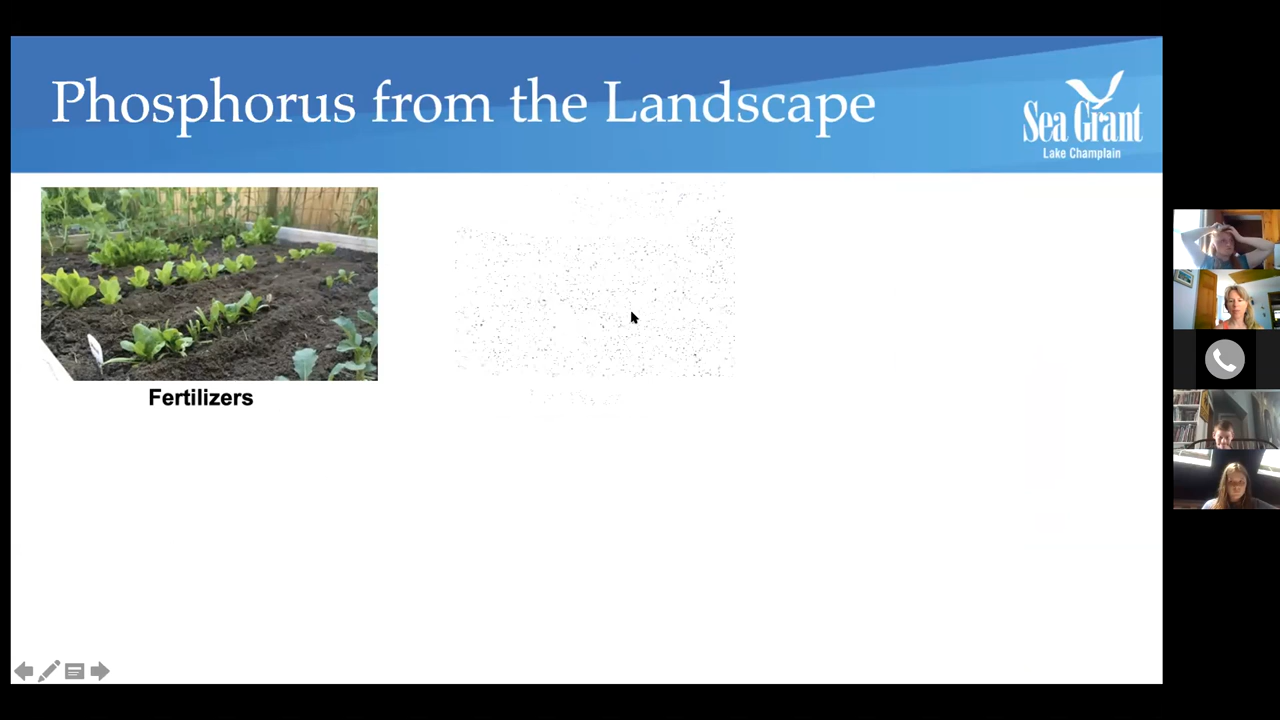 Phosphorus from the Landscape
Sea Grant
Lake Champlain
Fertilizers